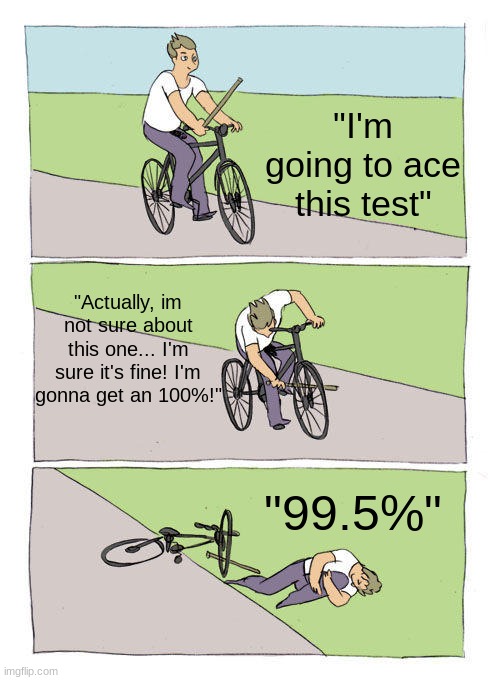 "I'm
going to ace
this test"
"Actually, im
not sure about
this one... I'm
sure it's fine! I'm
gonna get an 100%!"
"99.5%"
imgflip.com